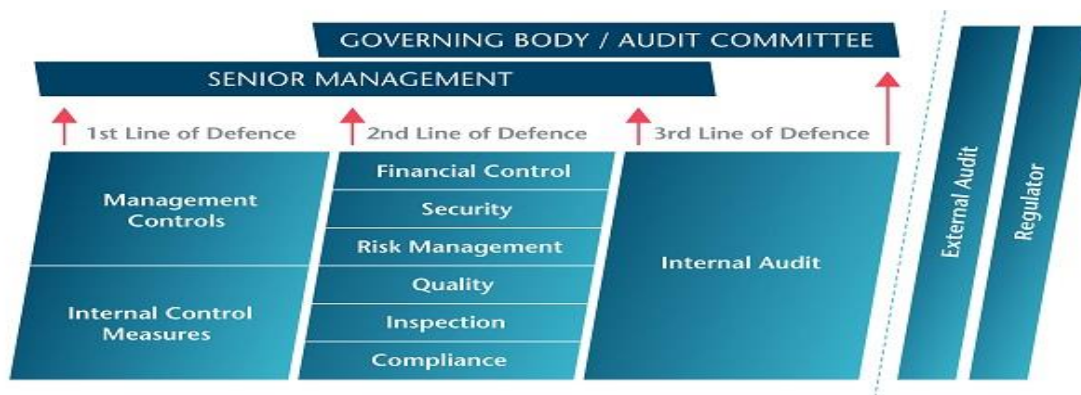 GOVERNING BODY / AUDIT COMMITTEE
SENIOR MANAGEMENT
1st Line of Defence
2nd Line of Defence
3rd Line of Defence
Management
Controls
Internal Control
Measures
Financial Control
Security
Risk Management
Quality
Inspection
Compliance
Internal Audit
External Audit
Regulator